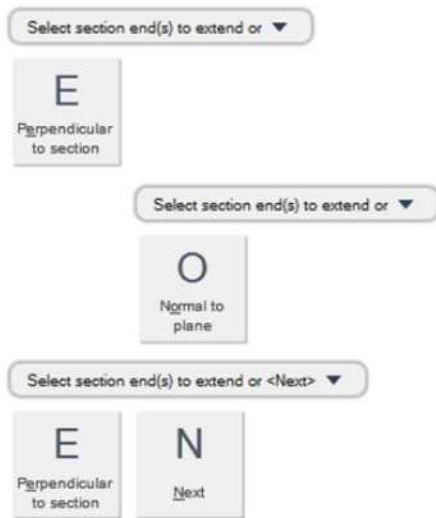 Select section end(s) to extend or
E
Perpendicular
to section
Select section end(s) to extend or
O
Normal to
plane
Select section end(s) to extend or <Next>
E
Perpendicular
to section
N
Next